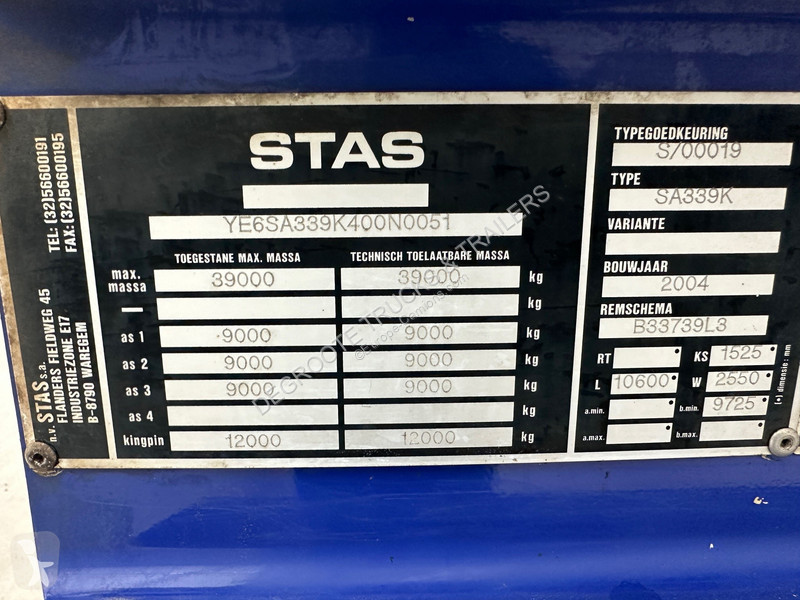 n.v. STAS s.a.
FLANDERS FIELDWEG 45
INDUSTRIEZONE E17
B-8790 WAREGEM
TEL: (32)56600191
FAX: (32)56600195
STAS
YE6SA339K400N0051
TOEGESTANE MAX. MASSA TECHNISCH TOELAATBARE MASSA
max. massa 39000 39000 kg
— kg
as 1 9000 9000 kg
as 2 9000 9000 kg
as 3 9000 9000 kg
as 4 kg
kingpin 12000 12000 kg
TYPEGOEDKEURING
S/00019
TYPE
SA339K
VARIANTE
BOUWJAAR
2004
REMSCHEMA
B33739L3
RT KS 1525
L 10600 W 2550
a.min. b.min. 9725
a.max. b.max.
(•) dimensie : mm
DEGROOTE TRUCKS & TRAILERS